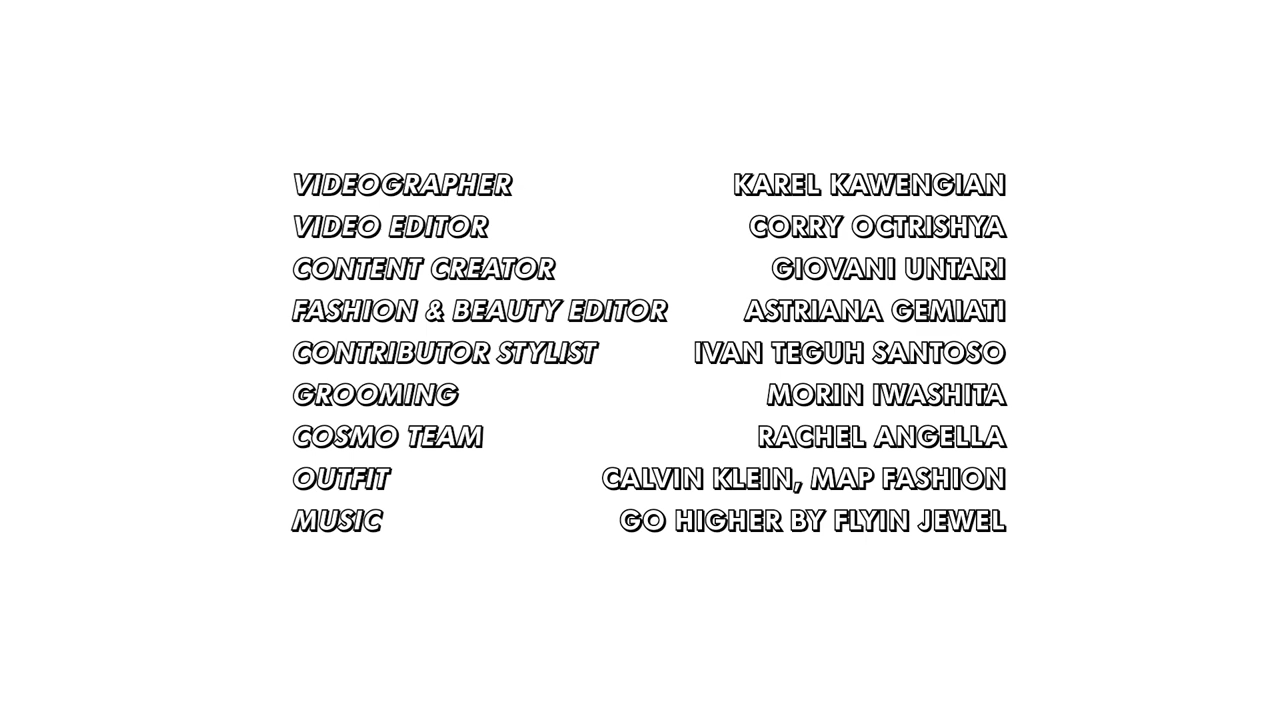 VIDEOGRAPHER KAREL KAWENGIAN
VIDEO EDITOR CORRY OCTRISHYA
CONTENT CREATOR GIOVANI UNTARI
FASHION & BEAUTY EDITOR ASTRIANA GEMIATI
CONTRIBUTOR STYLIST IVAN TEGUH SANTOSO
GROOMING MORIN IWASHITA
COSMO TEAM RACHEL ANGELLA
OUTFIT CALVIN KLEIN, MAP FASHION
MUSIC GO HIGHER BY FLYIN JEWEL